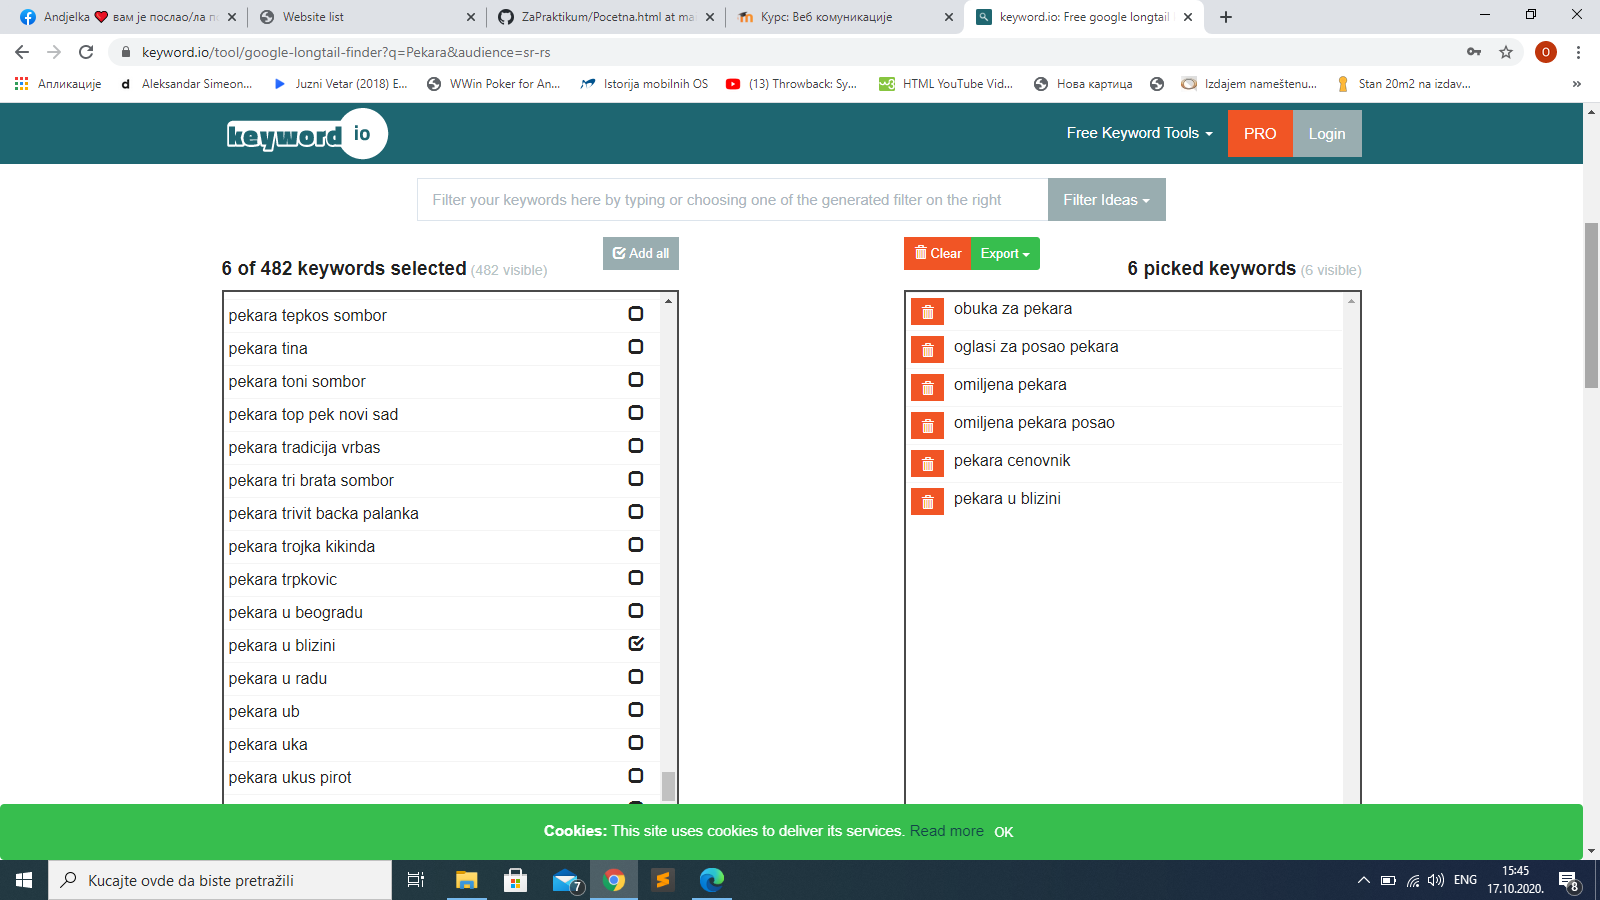 Andjelka ❤ вам је послао/ла п
Website list
ZaPraktikum/Pocetna.html at ma
Курс: Веб комуникације
keyword.io: Free google longtail
keyword.io/tool/google-longtail-finder?q=Pekara&audience=sr-rs
O
Апликације
d Aleksandar Simeon...
Juzni Vetar (2018) E...
WWin Poker for An...
Istorija mobilnih OS
(13) Throwback: Sy...
HTML YouTube Vid...
Нова картица
Izdajem nameštenu...
Stan 20m2 na izdav...
»
keyword io
Free Keyword Tools
PRO
Login
Filter your keywords here by typing or choosing one of the generated filter on the right
Filter Ideas
6 of 482 keywords selected (482 visible)
Add all
pekara tepkos sombor
pekara tina
pekara toni sombor
pekara top pek novi sad
pekara tradicija vrbas
pekara tri brata sombor
pekara trivit backa palanka
pekara trojka kikinda
pekara trpkovic
pekara u beogradu
pekara u blizini
pekara u radu
pekara ub
pekara uka
pekara ukus pirot
Clear
Export
6 picked keywords (6 visible)
obuka za pekara
oglasi za posao pekara
omiljena pekara
omiljena pekara posao
pekara cenovnik
pekara u blizini
Cookies: This site uses cookies to deliver its services. Read more OK
Kucajte ovde da biste pretražili
7
ENG
15:45
17.10.2020.
8